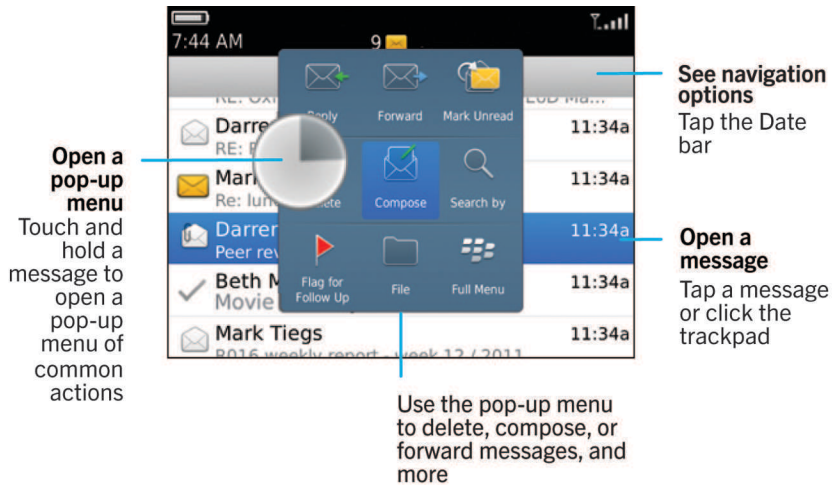 7:44 AM
9
Reply
Forward
Mark Unread
Darre
11:34a
RE:
Mari
11:34a
Re: lun
Compose
Search by
Darren
11:34a
Peer rev
Beth M
11:34a
Movie
Flag for
Follow Up
File
Full Menu
Mark Tiegs
11:34a
R016 weekly report - week 12 / 2011
Open a
pop-up
menu
Touch and
hold a
message to
open a
pop-up
menu of
common
actions
See navigation
options
Tap the Date
bar
Open a
message
Tap a message
or click the
trackpad
Use the pop-up menu
to delete, compose, or
forward messages, and
more